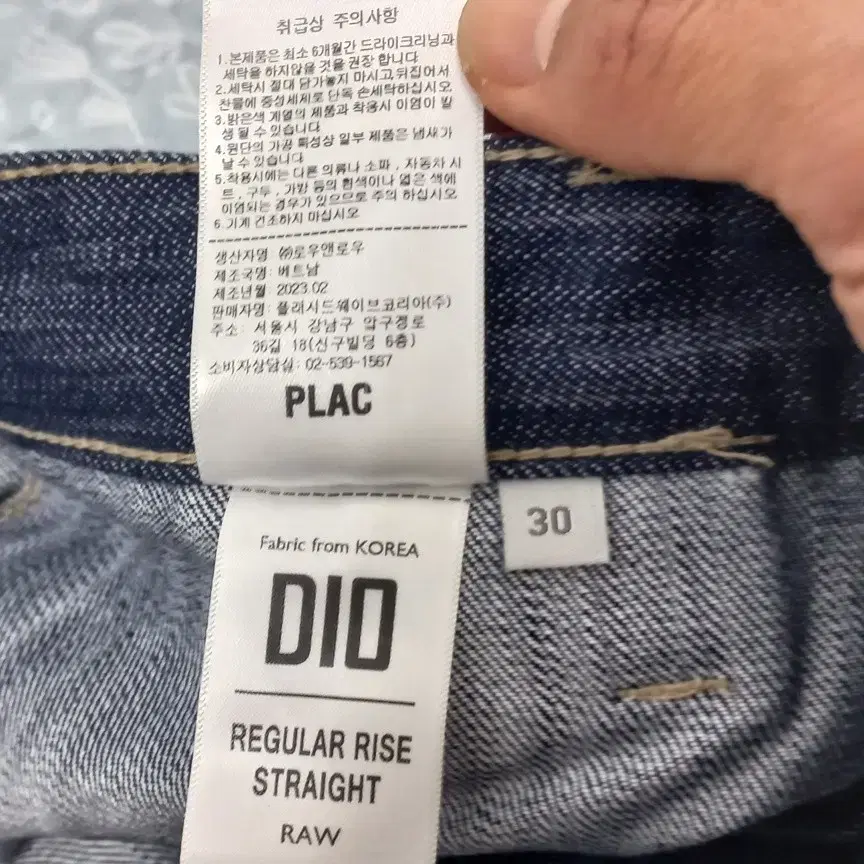 취급상 주의사항
1.본제품은 최소 6개월간 드라이크리닝과
세탁을 하지않을 것을 권장 합니다
2.세탁시 절대 담가놓지 마시고,뒤집어서
찬물에 중성세제로 단독 손세탁하십시오
3.밝은색 계열의 제품과 착용시 이염이 발
생 될 수 있습니다
4.원단의 가공 특성상 일부 제품은 냄새가
날 수 있습니다
5.착용시에는 다른 의류나 소파 , 자동차 시
트 , 구두 , 가방 등의 흰색이나 엷은 색에
이염되는 경우가 있으므로 주의 하십시오
6.기계 건조하지 마십시오
생산자명: ㈜로우앤로우
제조국명: 베트남
제조년월: 2023.02
판매자명: 플래시드웨이브코리아(주)
주소: 서울시 강남구 압구정로
36길 18(신구빌딩 6층)
소비자상담실: 02-539-1567
PLAC
30
Fabric from KOREA
DIO
REGULAR RISE
STRAIGHT
RAW